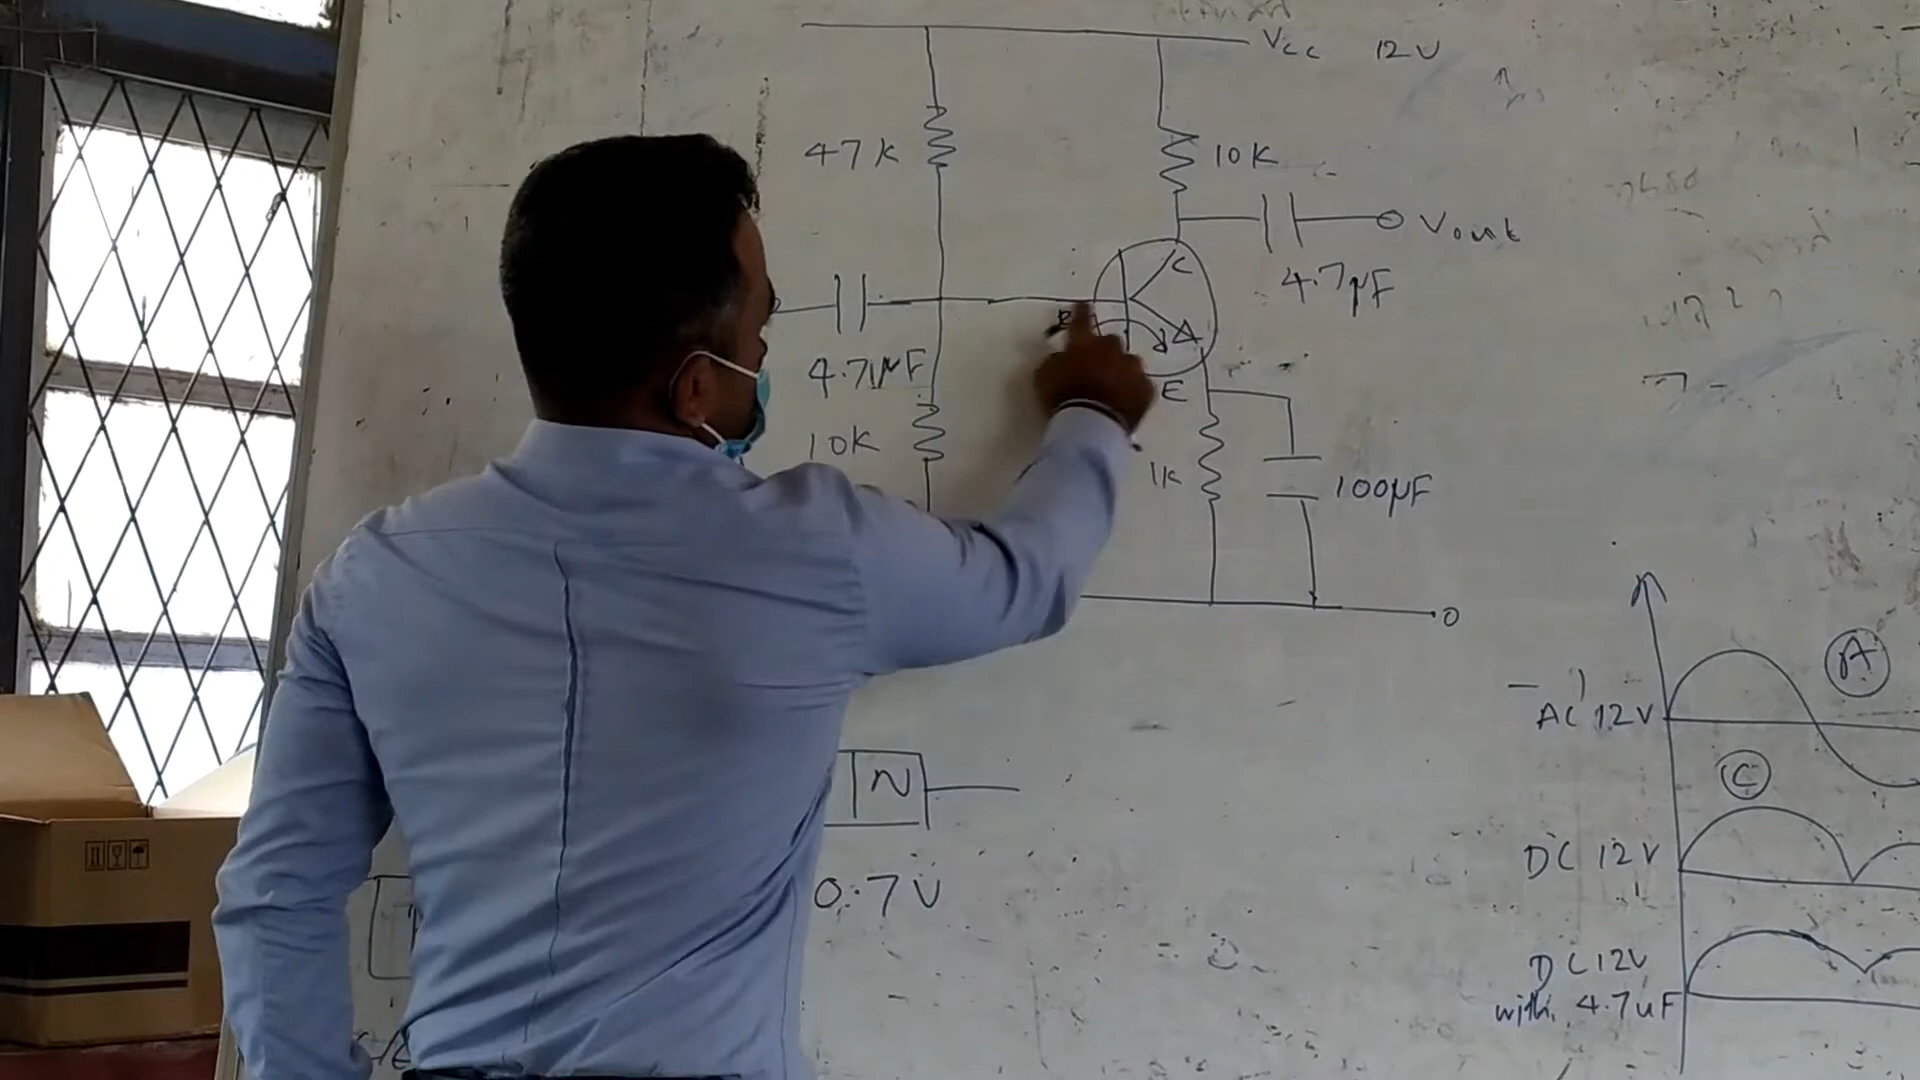 Vcc 12V
47K
10K
Vout
C
4.7µF
4.7µF
E
10K
1K
100µF
0
A
AC 12V
C
N
DC 12V
0.7V
DC 12V
with 4.7uF